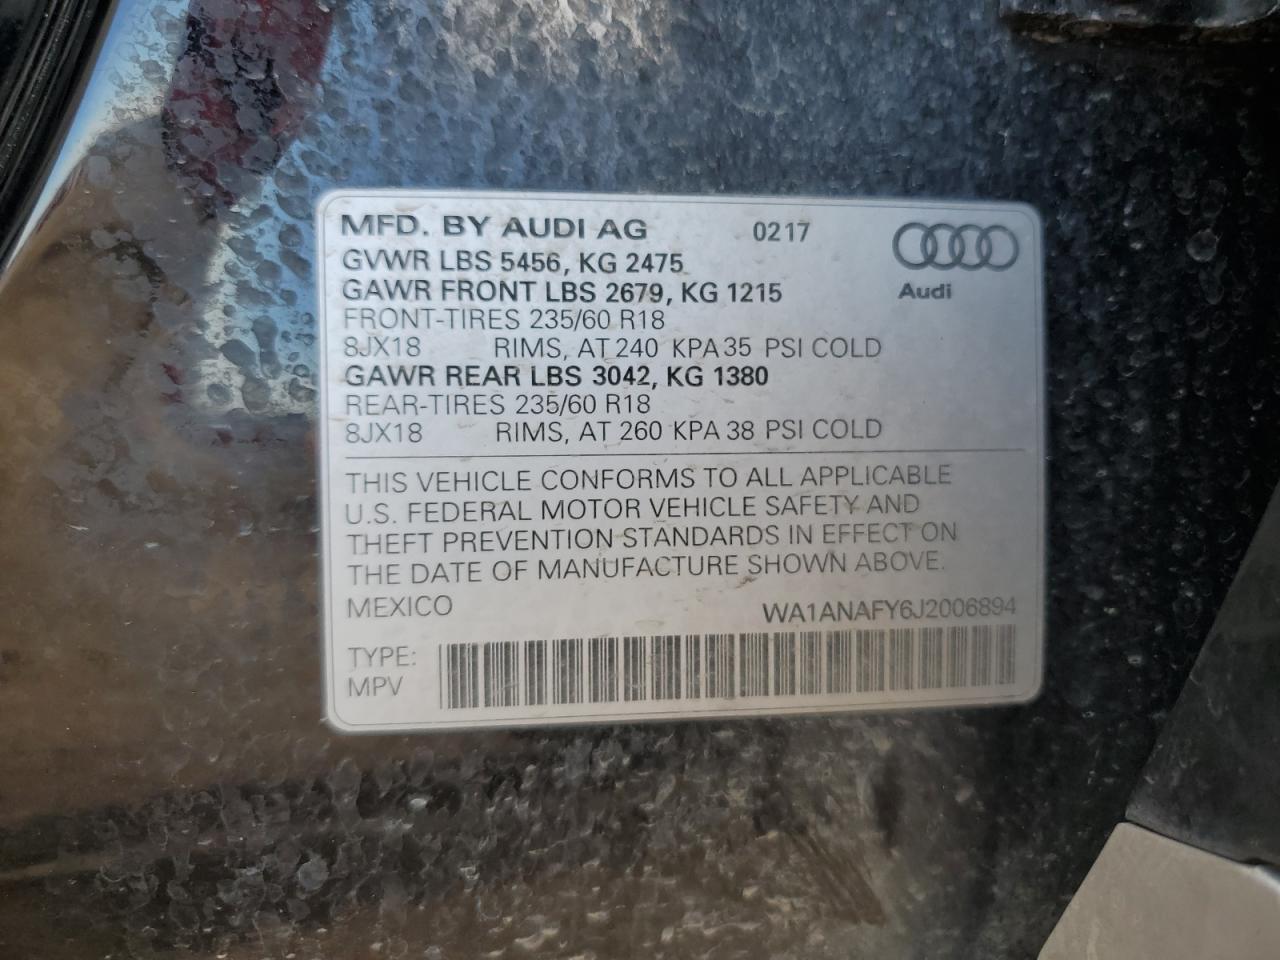 MFD. BY AUDI AG 0217
GVWR LBS 5456, KG 2475
GAWR FRONT LBS 2679, KG 1215
Audi
FRONT-TIRES 235/60 R18
8JX18 RIMS, AT 240 KPA 35 PSI COLD
GAWR REAR LBS 3042, KG 1380
REAR-TIRES 235/60 R18
8JX18 RIMS, AT 260 KPA 38 PSI COLD
THIS VEHICLE CONFORMS TO ALL APPLICABLE
U.S. FEDERAL MOTOR VEHICLE SAFETY AND
THEFT PREVENTION STANDARDS IN EFFECT ON
THE DATE OF MANUFACTURE SHOWN ABOVE.
MEXICO WA1ANAFY6J2006894
TYPE:
MPV